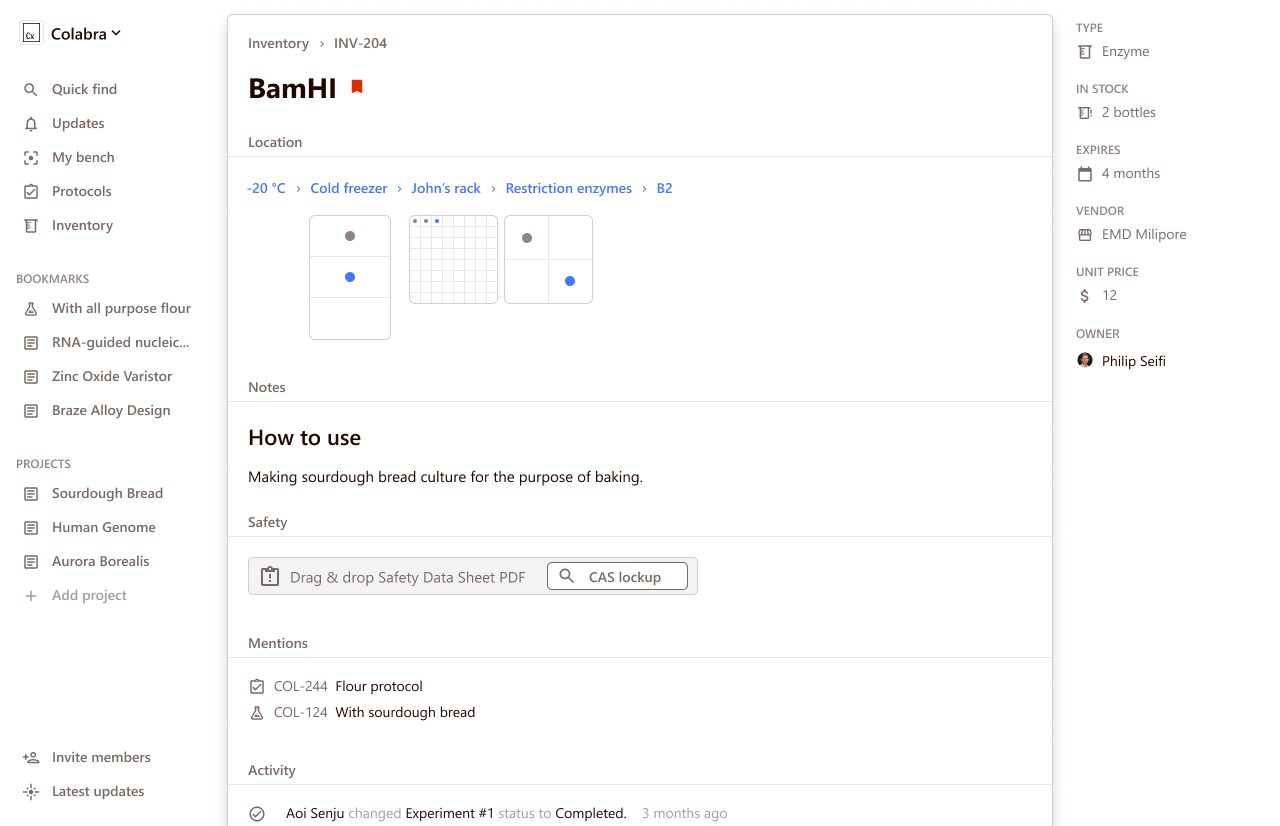 Cx Colabra
Quick find
Updates
My bench
Protocols
Inventory
BOOKMARKS
With all purpose flour
RNA-guided nucleic...
Zinc Oxide Varistor
Braze Alloy Design
PROJECTS
Sourdough Bread
Human Genome
Aurora Borealis
+ Add project
Invite members
Latest updates
Inventory › INV-204
BamHI
Location
-20 °C › Cold freezer › John’s rack › Restriction enzymes › B2
Notes
How to use
Making sourdough bread culture for the purpose of baking.
Safety
Drag & drop Safety Data Sheet PDF CAS lockup
Mentions
COL-244 Flour protocol
COL-124 With sourdough bread
Activity
Aoi Senju changed Experiment #1 status to Completed. 3 months ago
TYPE
Enzyme
IN STOCK
2 bottles
EXPIRES
4 months
VENDOR
EMD Milipore
UNIT PRICE
$ 12
OWNER
Philip Seifi